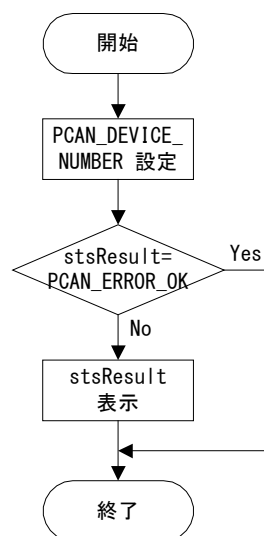 開始
PCAN_DEVICE_
NUMBER 設定
stsResult=
PCAN_ERROR_OK
Yes
No
stsResult
表示
終了